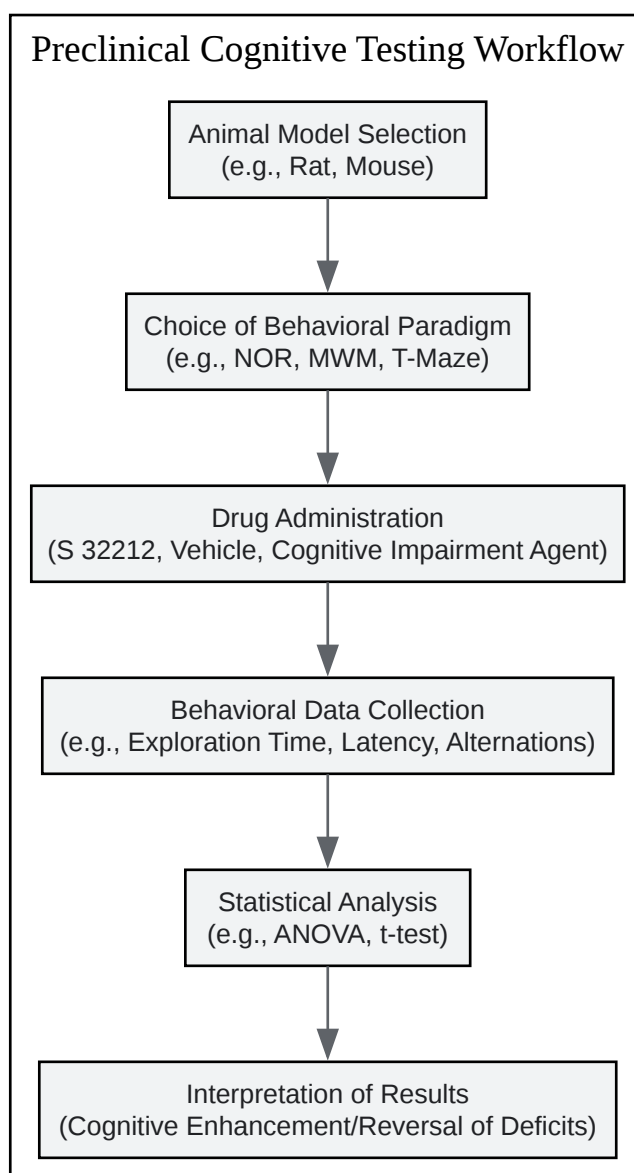 Preclinical Cognitive Testing Workflow
Animal Model Selection
(e.g., Rat, Mouse)
Choice of Behavioral Paradigm
(e.g., NOR, MWM, T-Maze)
Drug Administration
(S 32212, Vehicle, Cognitive Impairment Agent)
Behavioral Data Collection
(e.g., Exploration Time, Latency, Alternations)
Statistical Analysis
(e.g., ANOVA, t-test)
Interpretation of Results
(Cognitive Enhancement/Reversal of Deficits)